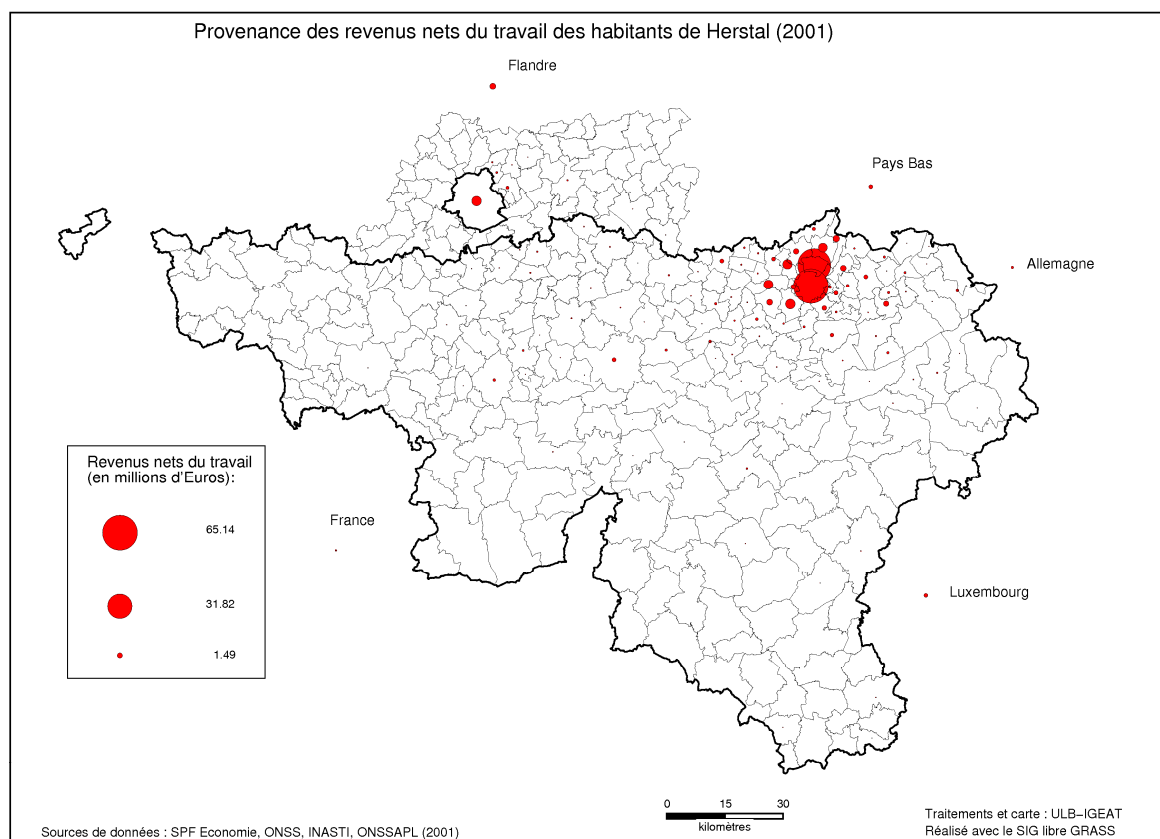 Provenance des revenus nets du travail des habitants de Herstal (2001)
Flandre
Pays Bas
Allemagne
Revenus nets du travail
(en millions d'Euros):
65.14
31.82
1.49
France
Luxembourg
0 15 30
kilomètres
Sources de données : SPF Economie, ONSS, INASTI, ONSSAPL (2001)
Traitements et carte : ULB-IGEAT
Réalisé avec le SIG libre GRASS